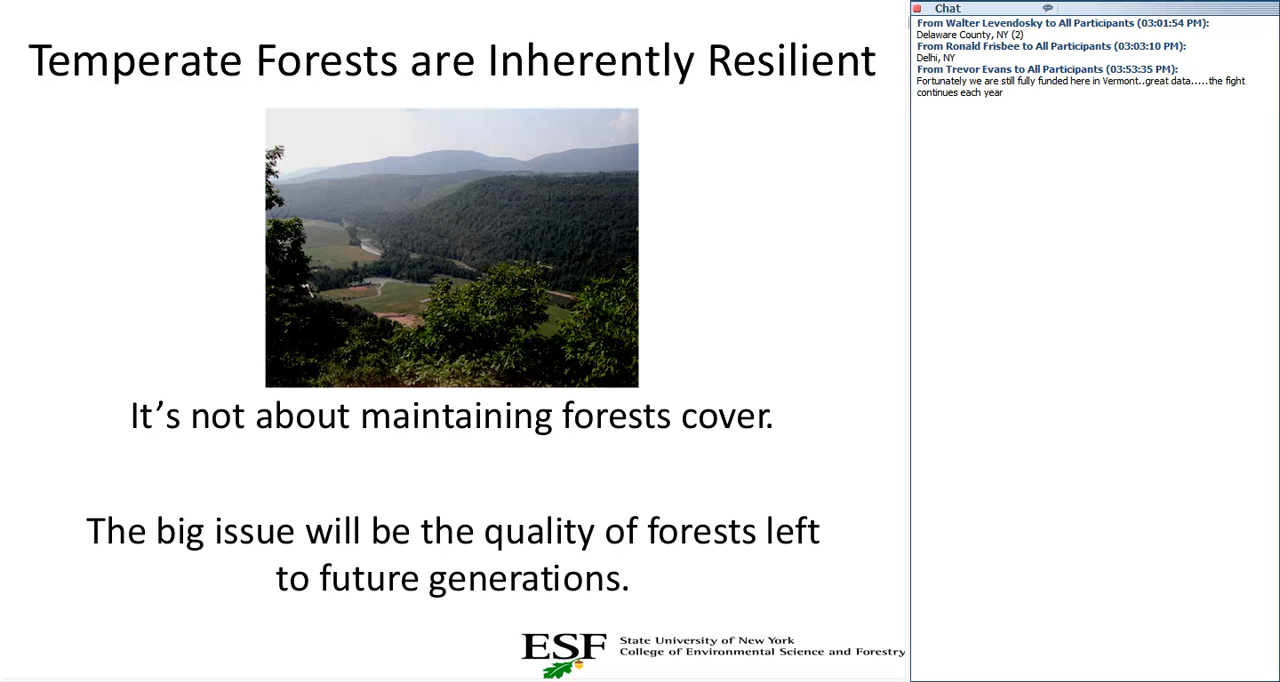 Temperate Forests are Inherently Resilient
It's not about maintaining forests cover.
The big issue will be the quality of forests left
to future generations.
ESF
State University of New York
College of Environmental Science and Forestry
Chat
From Walter Levendosky to All Participants (03:01:54 PM):
Delaware County, NY (2)
From Ronald Frisbee to All Participants (03:03:10 PM):
Delhi, NY
From Trevor Evans to All Participants (03:53:35 PM):
Fortunately we are still fully funded here in Vermont..great data.....the fight
continues each year